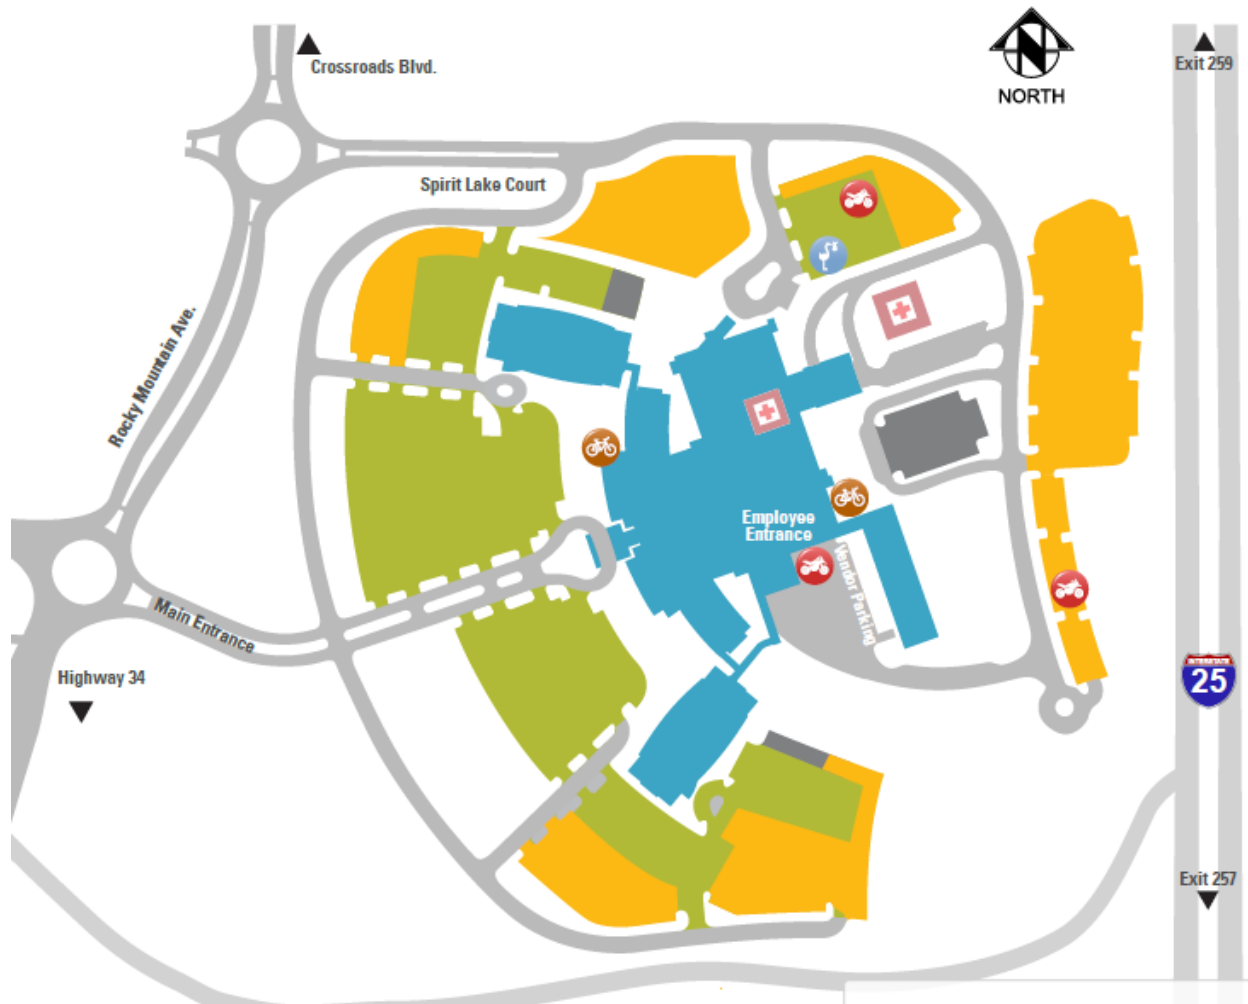 Crossroads Blvd.
NORTH
Exit 259
Spirit Lake Court
Rocky Mountain Ave.
Employee
Entrance
Vendor Parking
Main Entrance
Highway 34
INTERSTATE
25
Exit 257